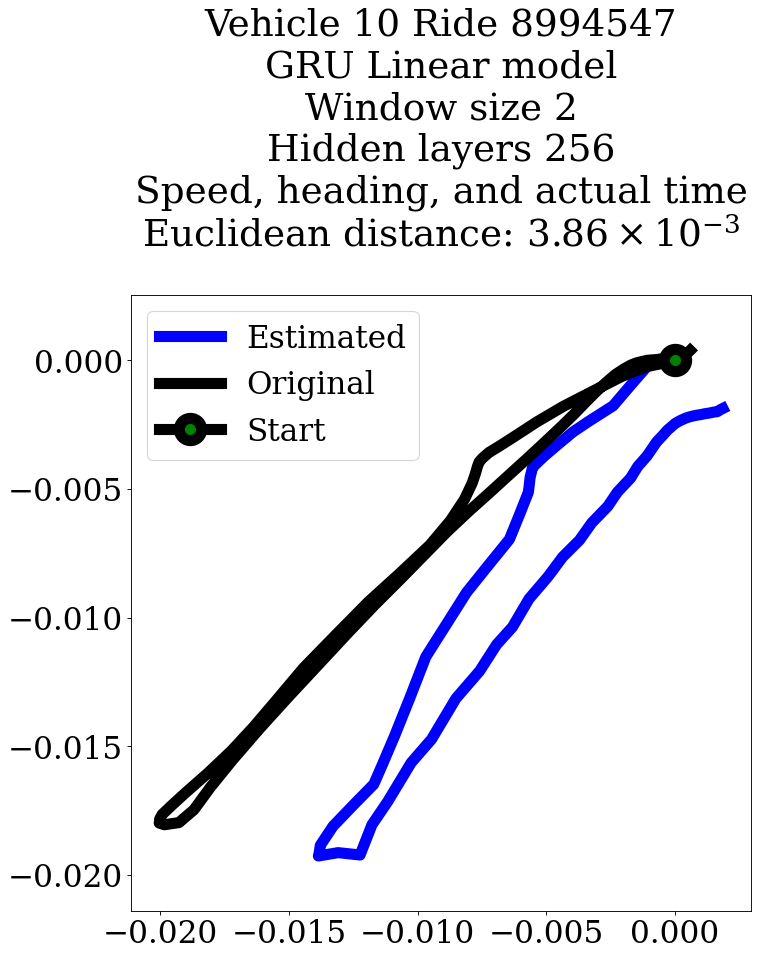 Vehicle 10 Ride 8994547
GRU Linear model
Window size 2
Hidden layers 256
Speed, heading, and actual time
Euclidean distance: 3.86 × 10⁻³
Estimated
Original
Start
0.000
−0.005
−0.010
−0.015
−0.020
−0.020 −0.015 −0.010 −0.005 0.000